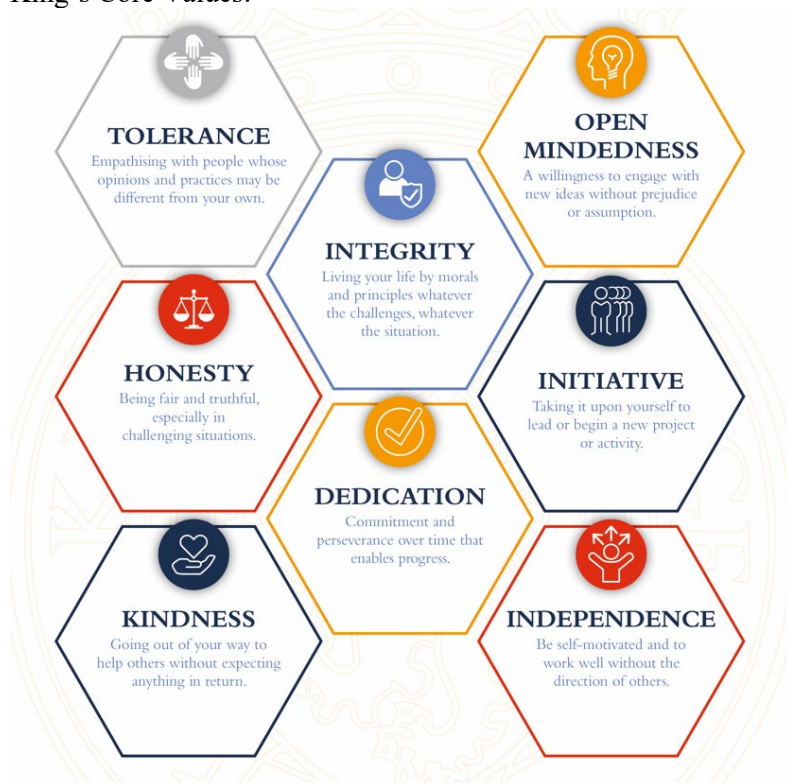 King's Core Values:
TOLERANCE
Empathising with people whose
opinions and practices may be
different from your own.
OPEN
MINDEDNESS
A willingness to engage with
new ideas without prejudice
or assumption.
INTEGRITY
Living your life by morals
and principles whatever
the challenges, whatever
the situation.
HONESTY
Being fair and truthful,
especially in
challenging situations.
INITIATIVE
Taking it upon yourself to
lead or begin a new project
or activity.
DEDICATION
Commitment and
perseverance over time that
enables progress.
KINDNESS
Going out of your way to
help others without expecting
anything in return.
INDEPENDENCE
Be self-motivated and to
work well without the
direction of others.